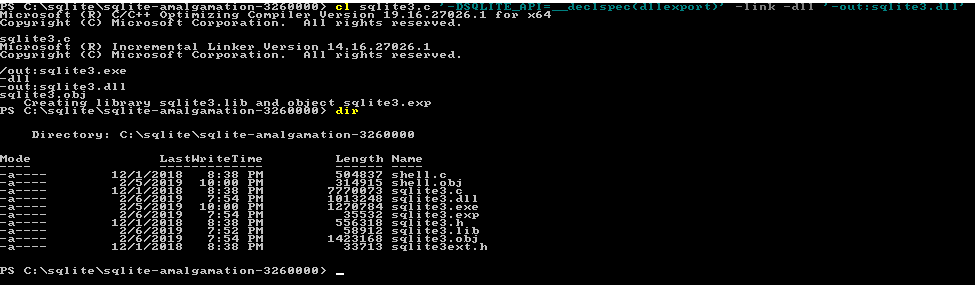 PS C:\sqlite\sqlite-amalgamation-3260000> cl sqlite3.c '-DSQLITE_API=__declspec(dllexport)' -link -dll '-out:sqlite3.dll'
Microsoft (R) C/C++ Optimizing Compiler Version 19.16.27026.1 for x64
Copyright (C) Microsoft Corporation.  All rights reserved.
sqlite3.c
Microsoft (R) Incremental Linker Version 14.16.27026.1
Copyright (C) Microsoft Corporation.  All rights reserved.
/out:sqlite3.exe
-dll
-out:sqlite3.dll
sqlite3.obj
   Creating library sqlite3.lib and object sqlite3.exp
PS C:\sqlite\sqlite-amalgamation-3260000> dir
    Directory: C:\sqlite\sqlite-amalgamation-3260000
Mode                LastWriteTime         Length Name
----                -------------         ------ ----
-a----        12/1/2018   8:38 PM         504837 shell.c
-a----         2/5/2019  10:00 PM         314915 shell.obj
-a----        12/1/2018   8:38 PM        7770073 sqlite3.c
-a----         2/6/2019   7:54 PM        1013248 sqlite3.dll
-a----         2/5/2019  10:00 PM        1270784 sqlite3.exe
-a----         2/6/2019   7:54 PM          35532 sqlite3.exp
-a----        12/1/2018   8:38 PM         556318 sqlite3.h
-a----         2/6/2019   7:52 PM          58912 sqlite3.lib
-a----         2/6/2019   7:54 PM        1423168 sqlite3.obj
-a----        12/1/2018   8:38 PM          33713 sqlite3ext.h
PS C:\sqlite\sqlite-amalgamation-3260000> _